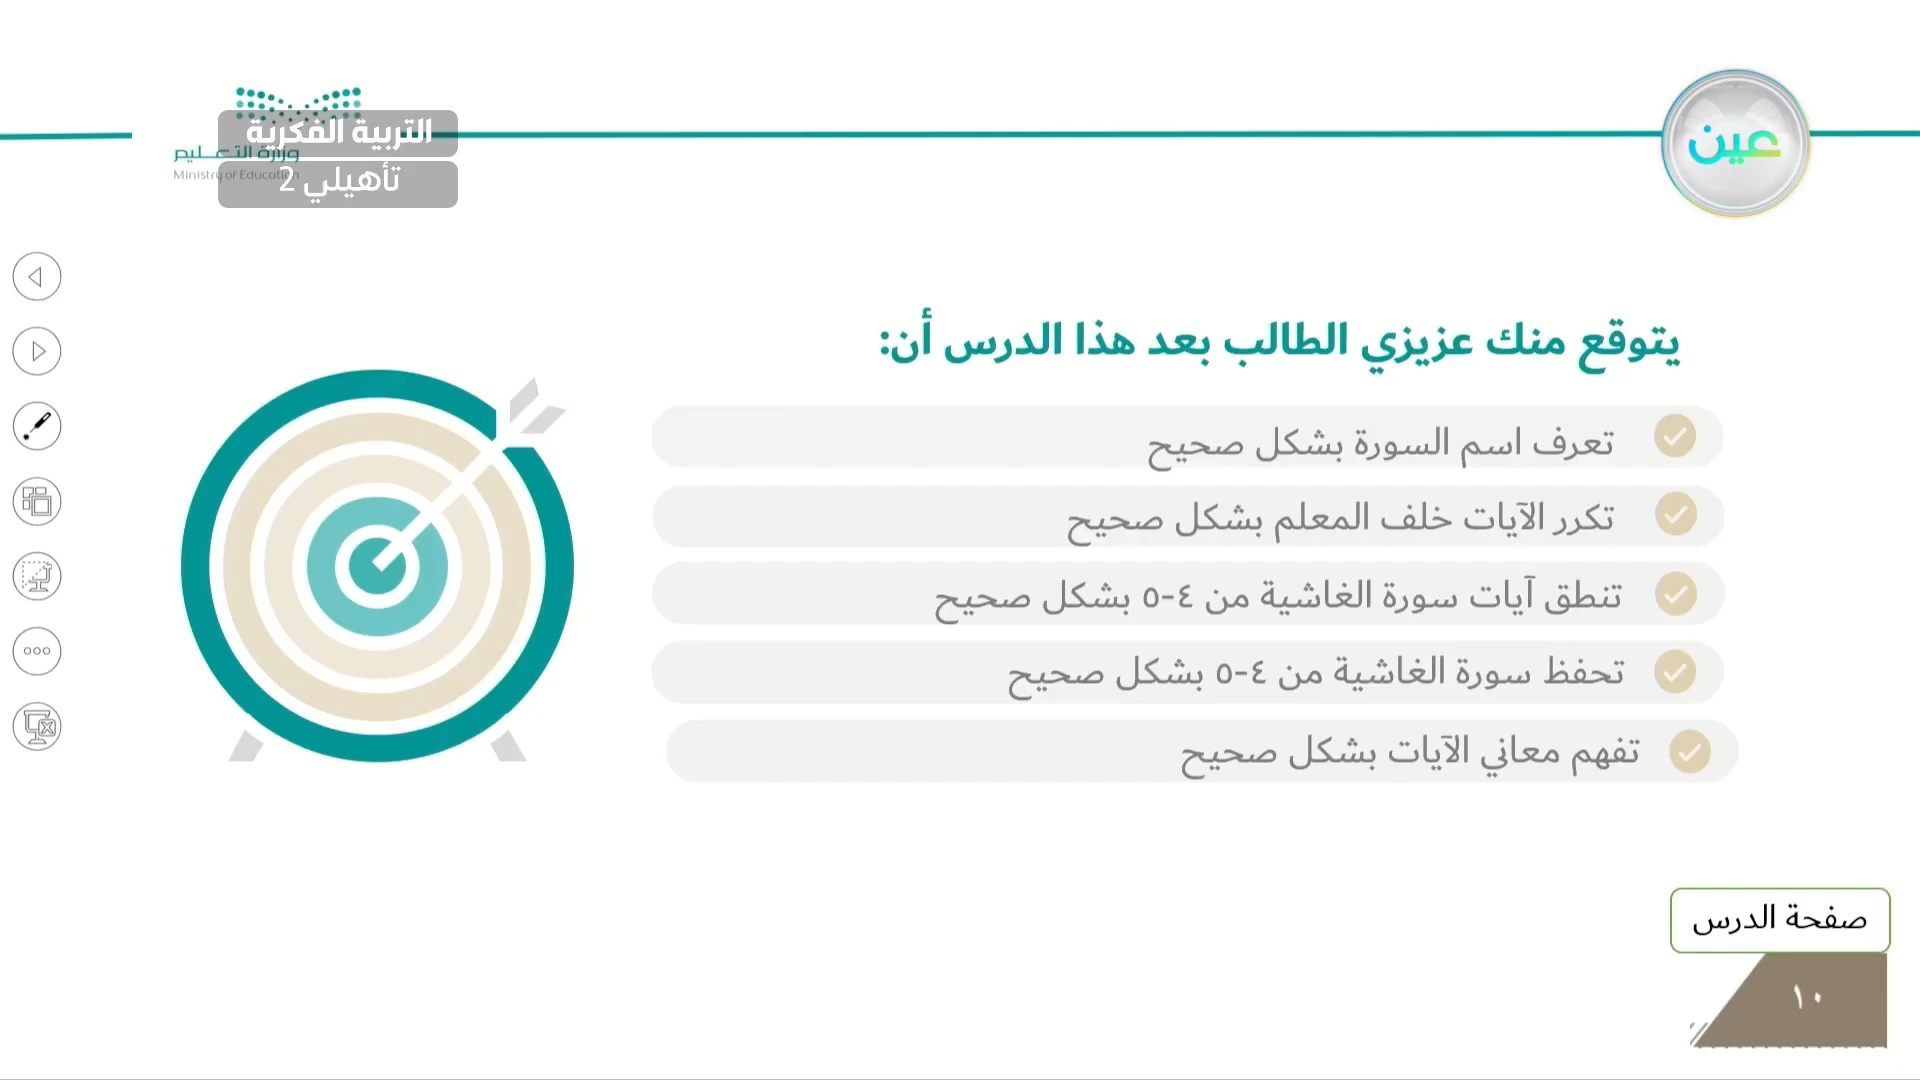 وزارة التعليم
Ministry of Education
التربية الفكرية
تأهيلي 2
عين
يتوقع منك عزيزي الطالب بعد هذا الدرس أن:
تعرف اسم السورة بشكل صحيح
تكرر الآيات خلف المعلم بشكل صحيح
تنطق آيات سورة الغاشية من ٤-٥ بشكل صحيح
تحفظ سورة الغاشية من ٤-٥ بشكل صحيح
تفهم معاني الآيات بشكل صحيح
صفحة الدرس
١٠